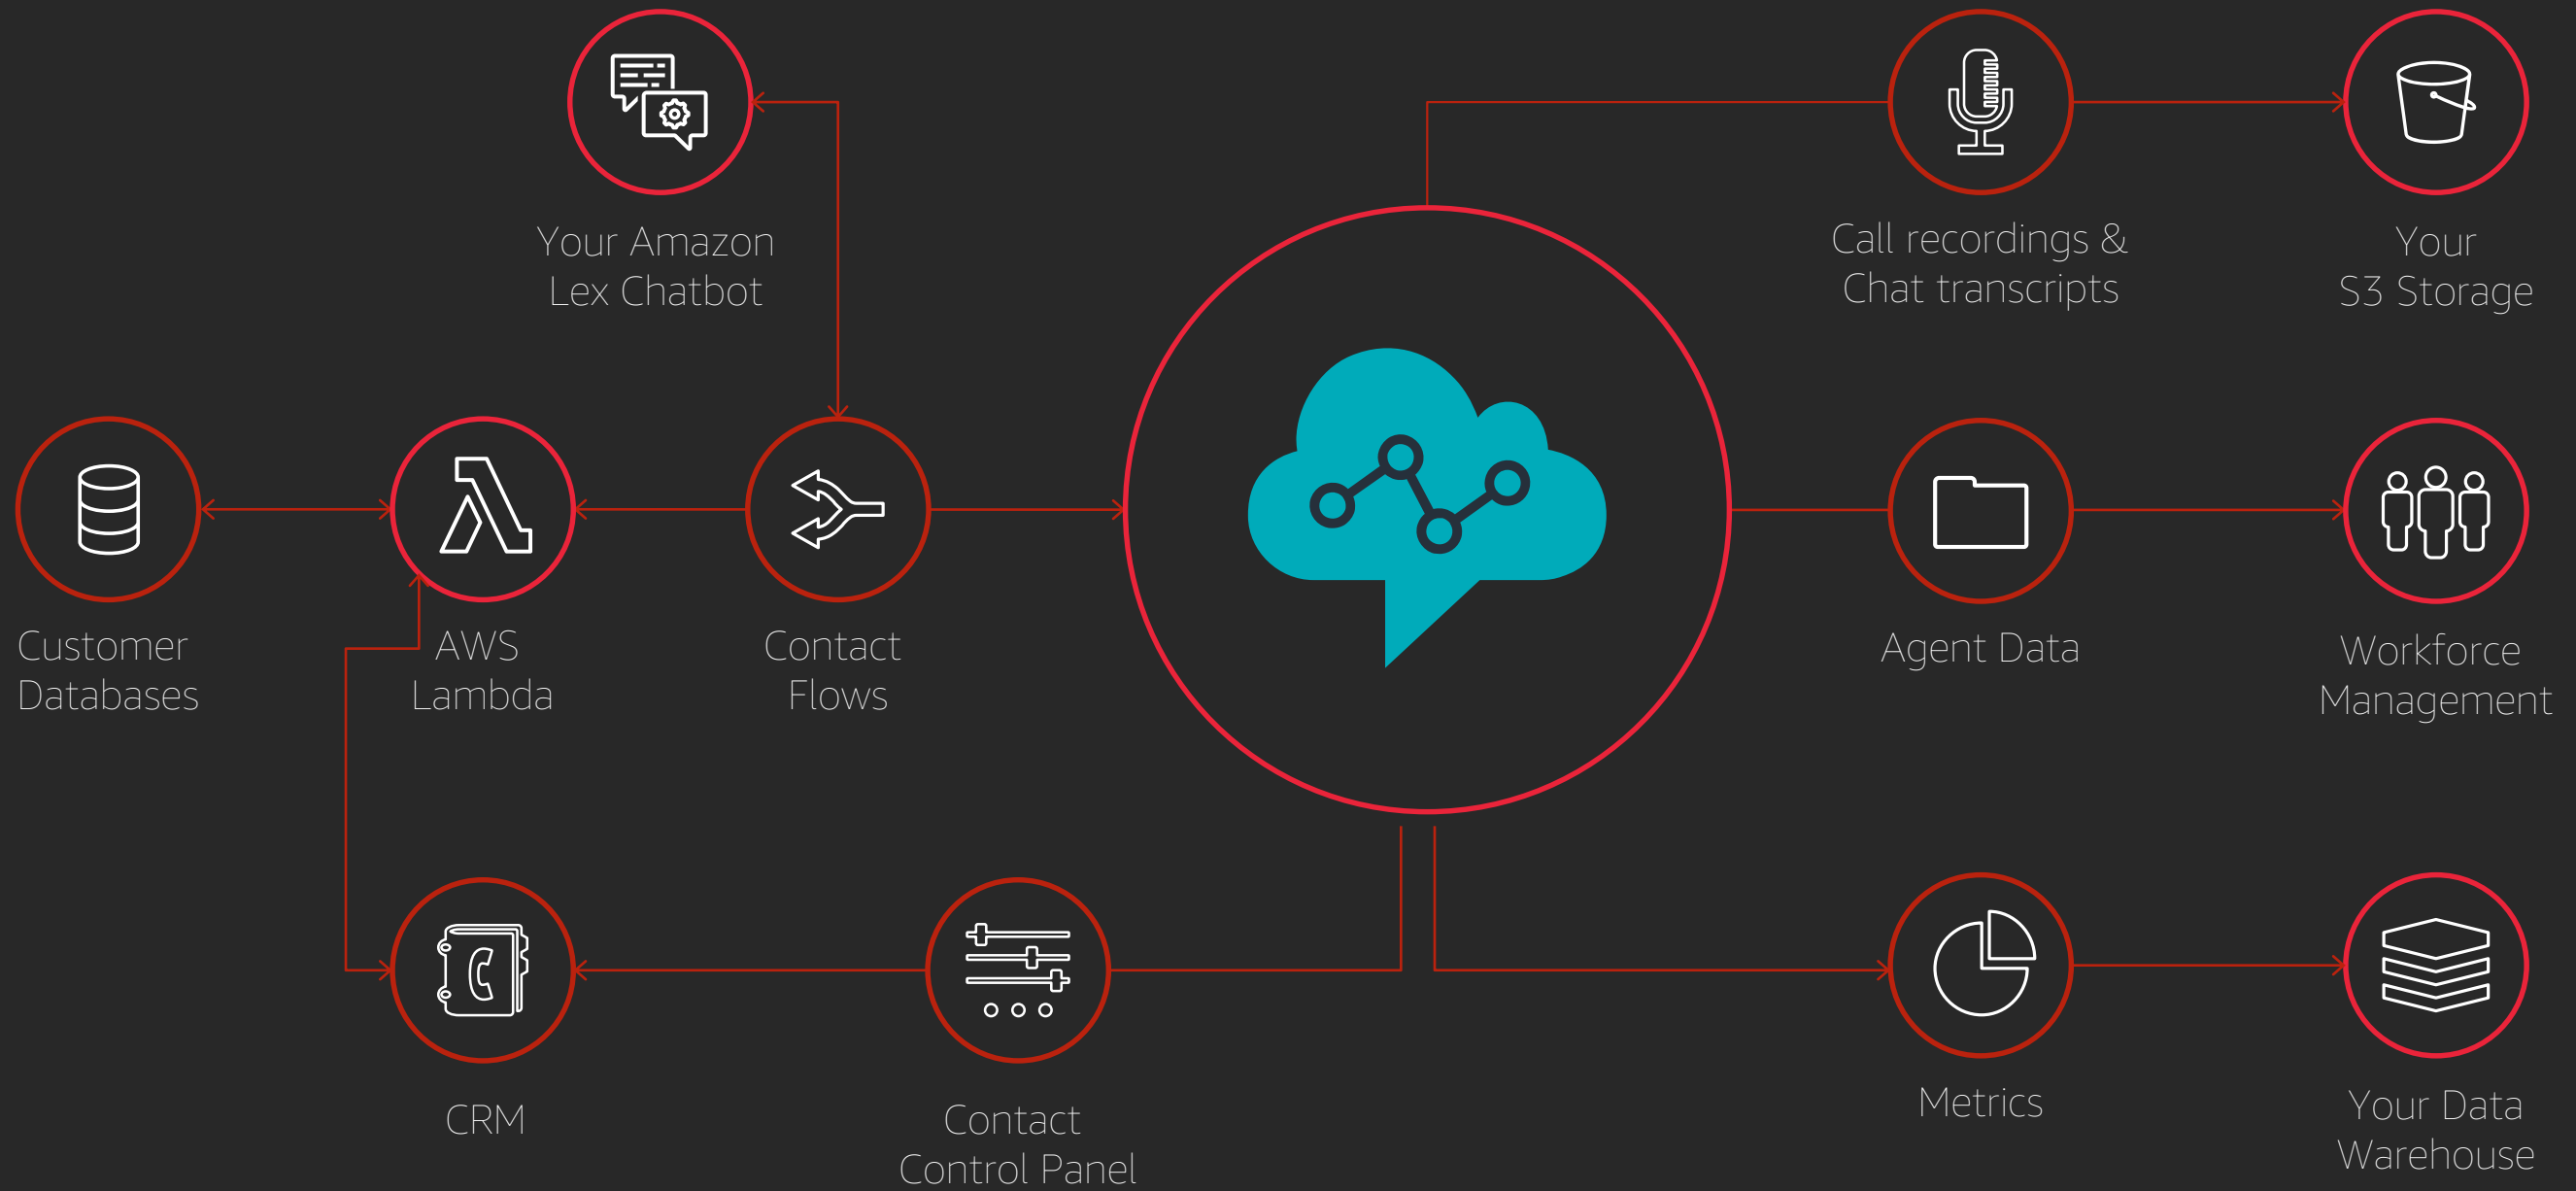 Your Amazon
Lex Chatbot
Call recordings &
Chat transcripts
Your
S3 Storage
Customer
Databases
AWS
Lambda
Contact
Flows
Agent Data
Workforce
Management
CRM
Contact
Control Panel
Metrics
Your Data
Warehouse